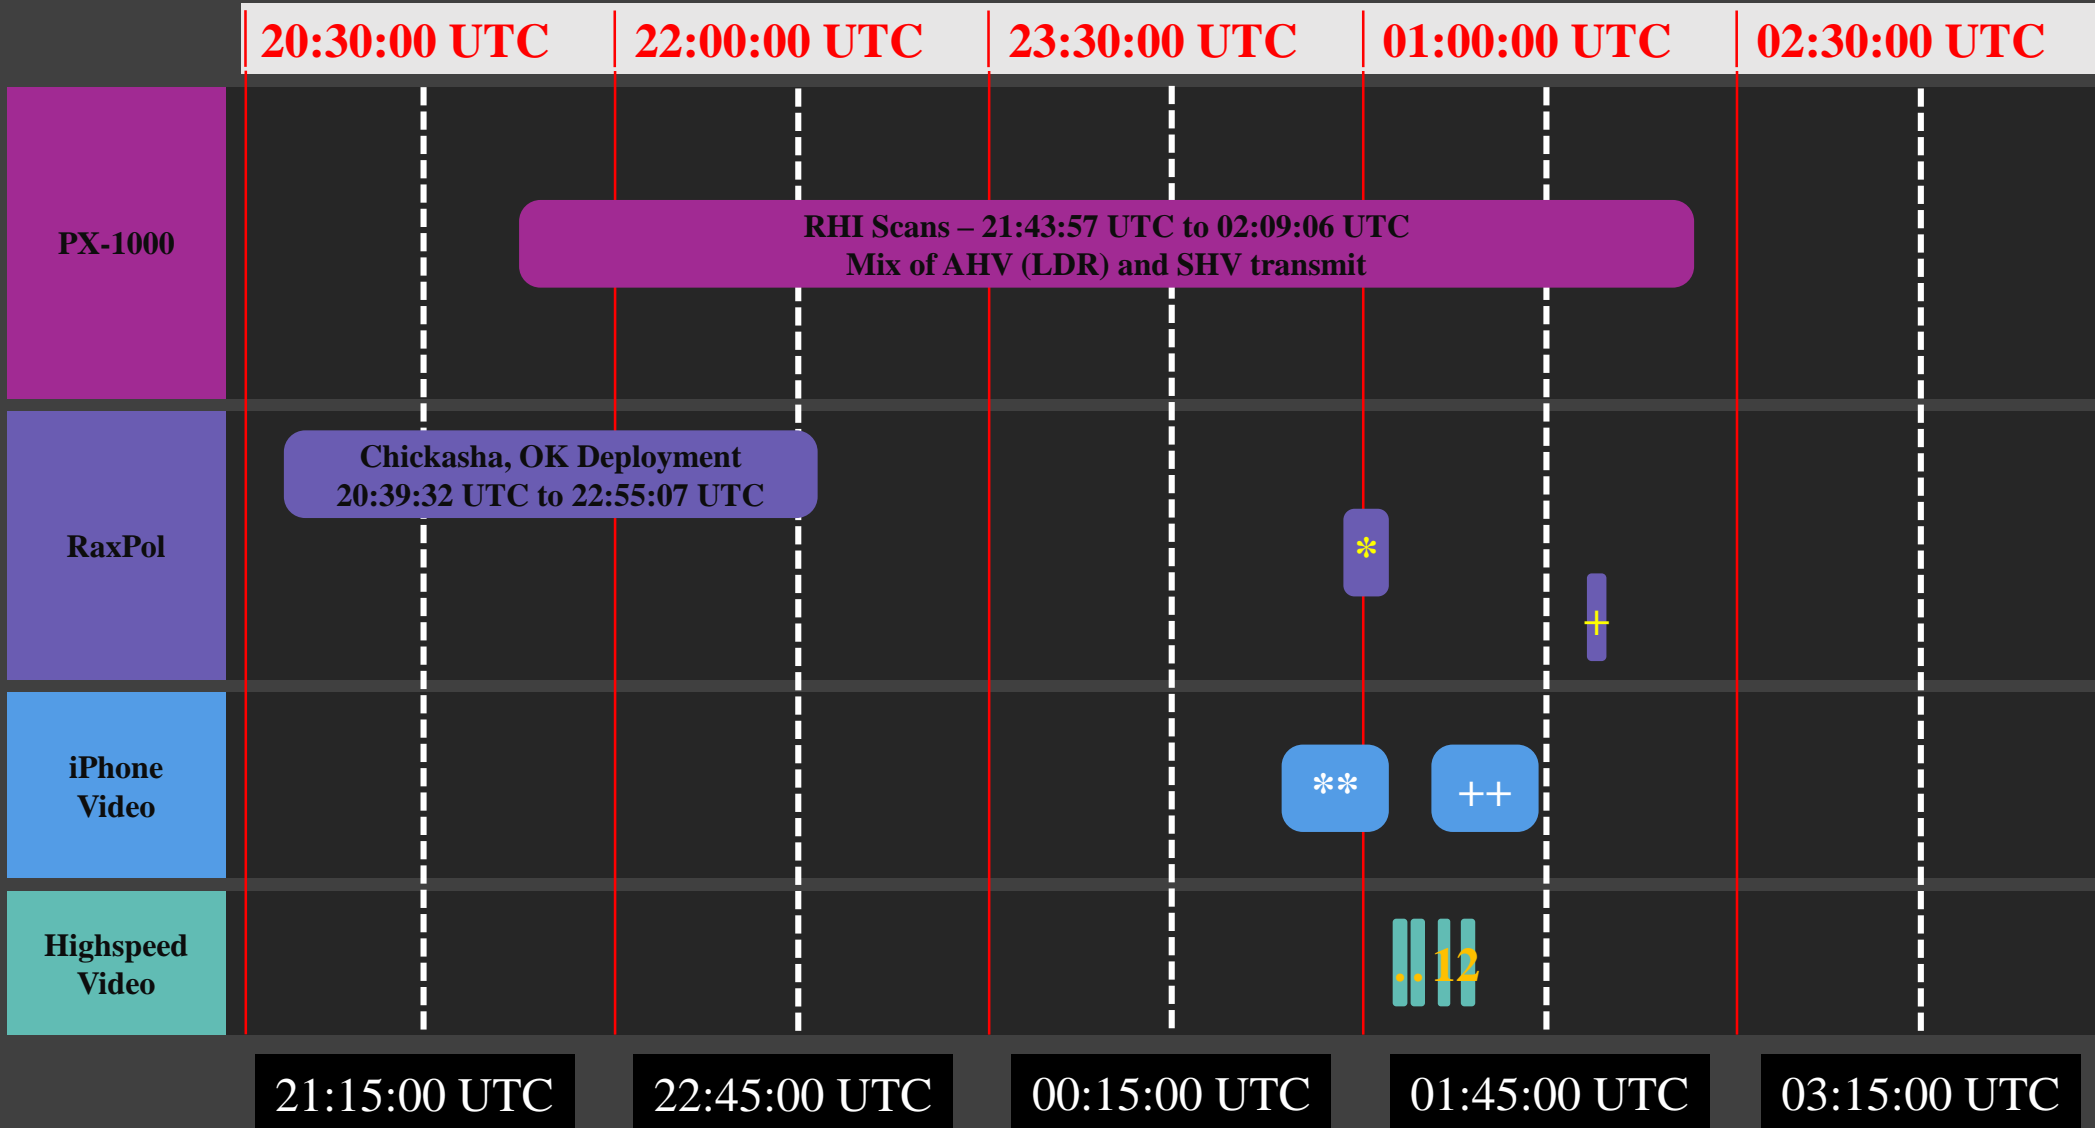 20:30:00 UTC
22:00:00 UTC
23:30:00 UTC
01:00:00 UTC
02:30:00 UTC
PX-1000
RHI Scans – 21:43:57 UTC to 02:09:06 UTC
Mix of AHV (LDR) and SHV transmit
RaxPol
Chickasha, OK Deployment
20:39:32 UTC to 22:55:07 UTC
*
+
iPhone
Video
**
++
Highspeed
Video
. . 1 2
21:15:00 UTC
22:45:00 UTC
00:15:00 UTC
01:45:00 UTC
03:15:00 UTC